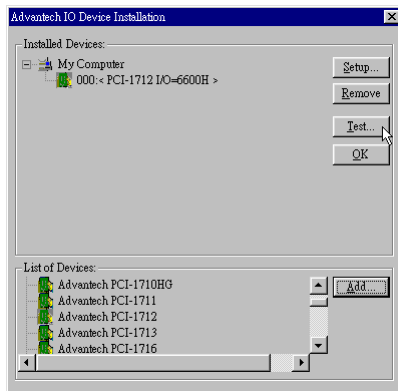 Advantech IO Device Installation
Installed Devices:
My Computer
000:< PCI-1712 I/O=6600H >
Setup...
Remove
Test...
OK
List of Devices:
Advantech PCI-1710HG
Advantech PCI-1711
Advantech PCI-1712
Advantech PCI-1713
Advantech PCI-1716
Add...